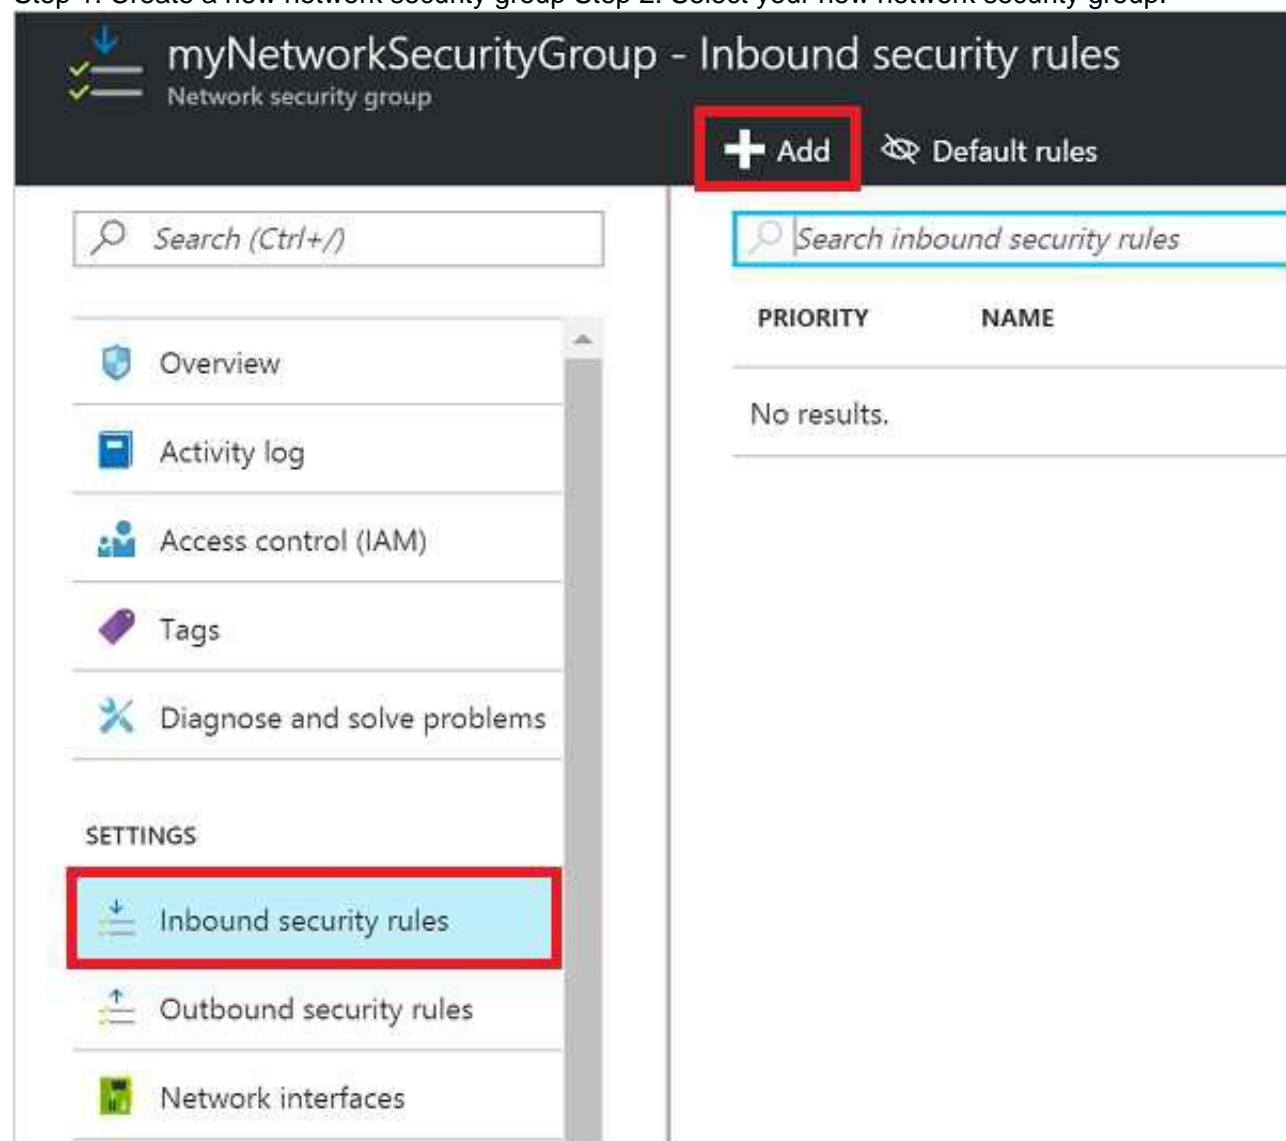 Step 1: Create a new network security group Step 2: Select your new network security group.
myNetworkSecurityGroup - Inbound security rules
Network security group
Add Default rules
Search (Ctrl+/)
Search inbound security rules
PRIORITY NAME
No results.
Overview
Activity log
Access control (IAM)
Tags
Diagnose and solve problems
SETTINGS
Inbound security rules
Outbound security rules
Network interfaces